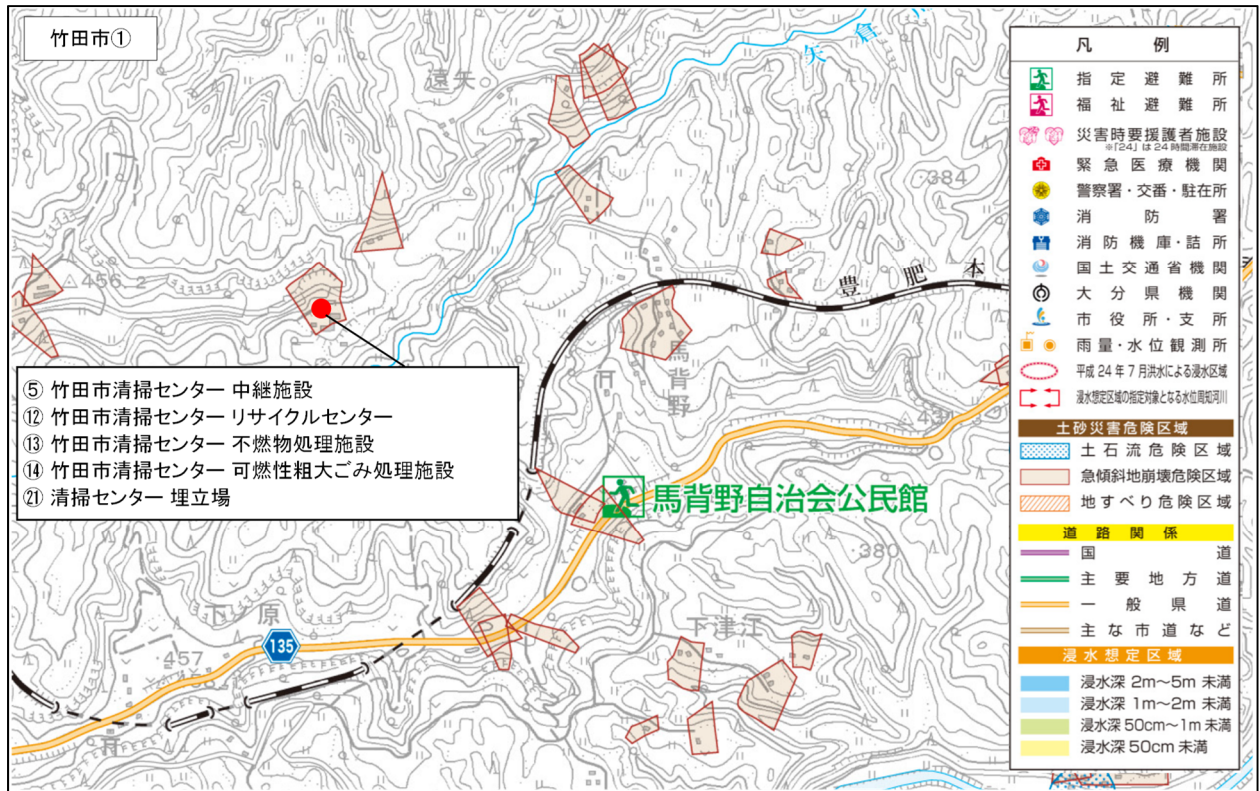 竹田市①
矢倉
遠矢
・384
△456.2
豊肥本
馬背野
⑤ 竹田市清掃センター 中継施設
⑫ 竹田市清掃センター リサイクルセンター
⑬ 竹田市清掃センター 不燃物処理施設
⑭ 竹田市清掃センター 可燃性粗大ごみ処理施設
㉑ 清掃センター 埋立場
馬背野自治会公民館
・380
下原
135
・457
下津江
凡例
指定避難所
福祉避難所
災害時要援護者施設
※「24」は24時間滞在施設
緊急医療機関
警察署・交番・駐在所
消防署
消防機庫・詰所
国土交通省機関
大分県機関
市役所・支所
雨量・水位観測所
平成24年7月洪水による浸水区域
浸水想定区域の指定対象となる水位周知河川
土砂災害危険区域
土石流危険区域
急傾斜地崩壊危険区域
地すべり危険区域
道路関係
国道
主要地方道
一般県道
主な市道など
浸水想定区域
浸水深 2m～5m 未満
浸水深 1m～2m 未満
浸水深 50cm～1m 未満
浸水深 50cm 未満